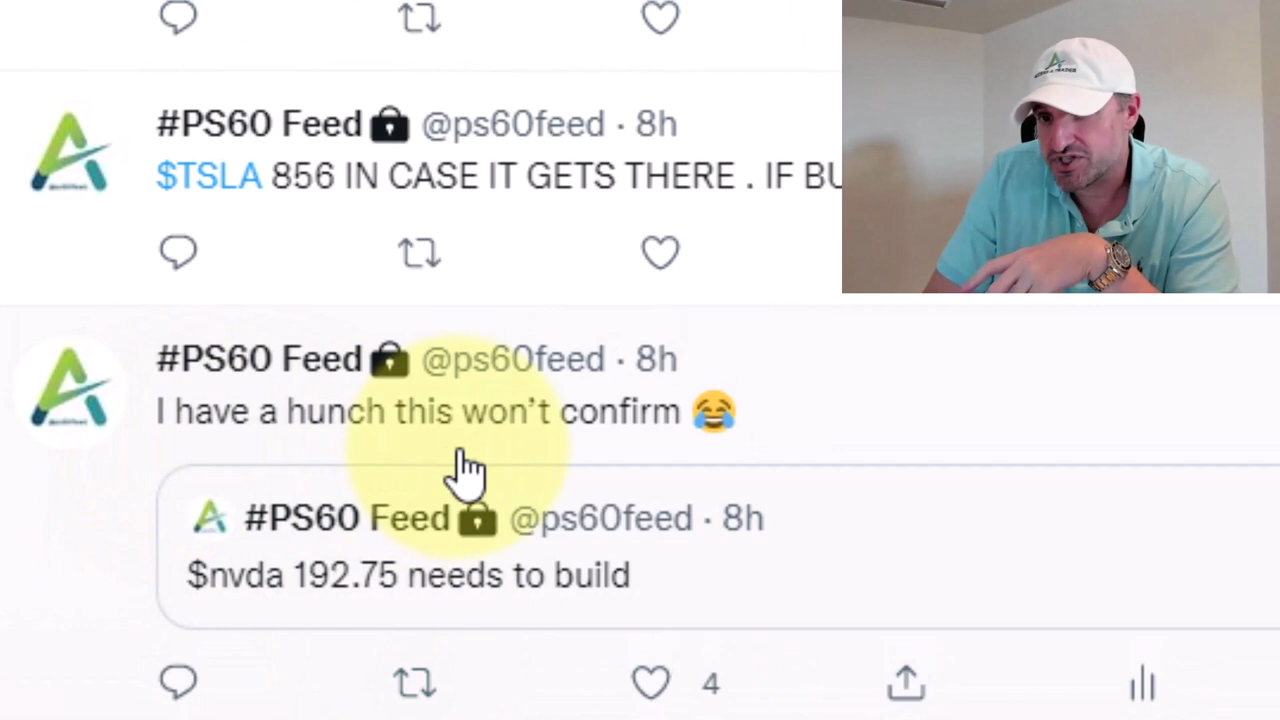 #PS60 Feed @ps60feed · 8h
$TSLA 856 IN CASE IT GETS THERE . IF BU
#PS60 Feed @ps60feed · 8h
I have a hunch this won't confirm 😂
#PS60 Feed @ps60feed · 8h
$nvda 192.75 needs to build
4